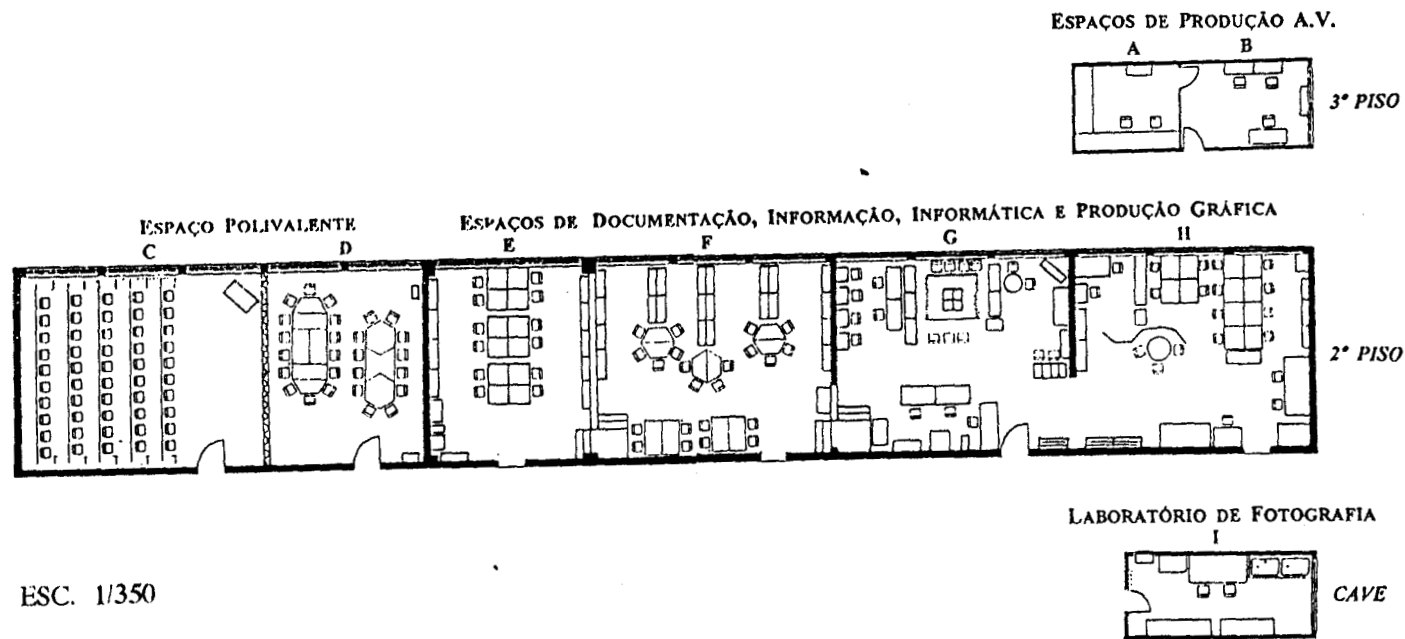 ESPAÇOS DE PRODUÇÃO A.V.
A B
3º PISO
ESPAÇO POLIVALENTE
ESPAÇOS DE DOCUMENTAÇÃO, INFORMAÇÃO, INFORMÁTICA E PRODUÇÃO GRÁFICA
C D E F G H
2º PISO
LABORATÓRIO DE FOTOGRAFIA
I
CAVE
ESC. 1/350